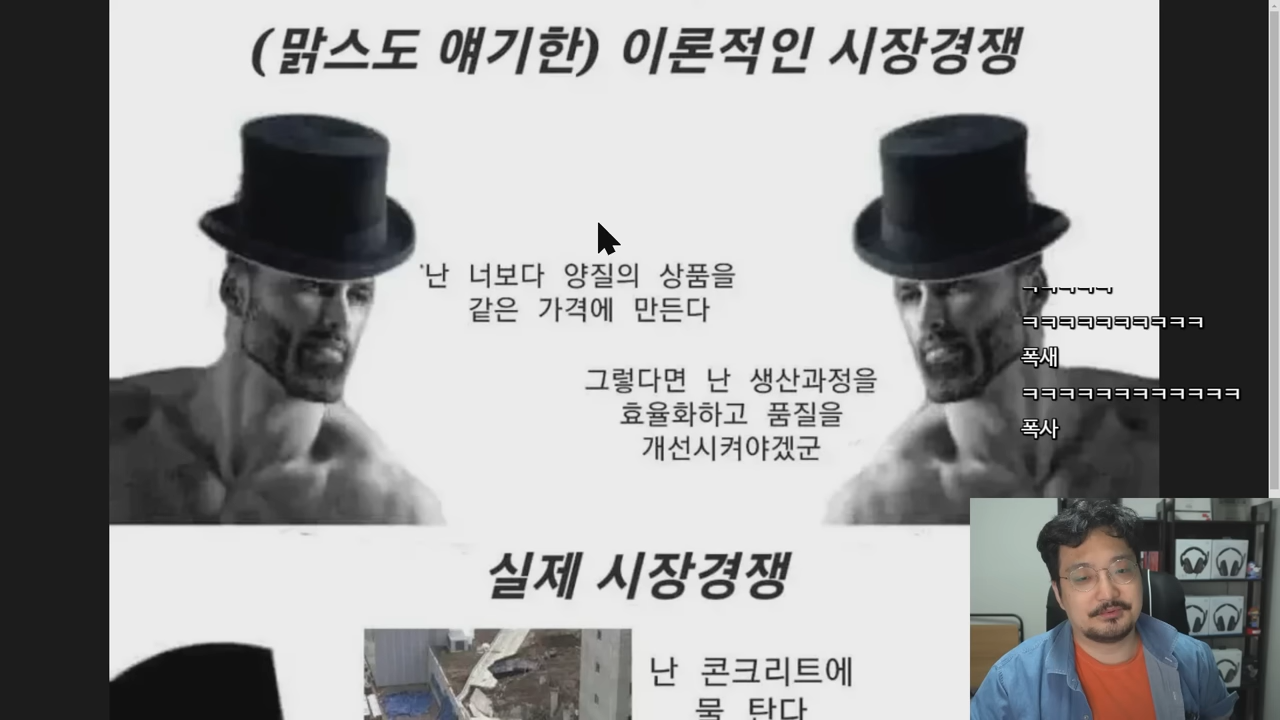 (맑스도 얘기한) 이론적인 시장경쟁
난 너보다 양질의 상품을
같은 가격에 만든다
그렇다면 난 생산과정을
효율화하고 품질을
개선시켜야겠군
ㅋㅋㅋㅋㅋ
ㅋㅋㅋㅋㅋㅋㅋㅋㅋㅋ
폭새
ㅋㅋㅋㅋㅋㅋㅋㅋㅋㅋㅋㅋ
폭사
실제 시장경쟁
난 콘크리트에
물 탄다